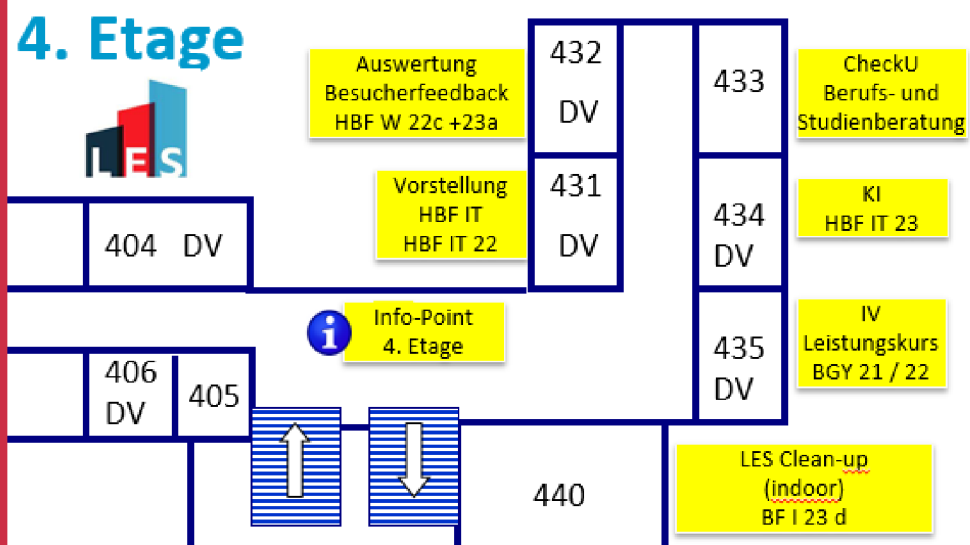 4. Etage
LES
Auswertung
Besucherfeedback
HBF W 22c +23a
432
DV
433
CheckU
Berufs- und
Studienberatung
Vorstellung
HBF IT
HBF IT 22
431
DV
434
DV
KI
HBF IT 23
404 DV
i Info-Point
4. Etage
435
DV
IV
Leistungskurs
BGY 21 / 22
406
DV
405
440
LES Clean-up
(indoor)
BF I 23 d